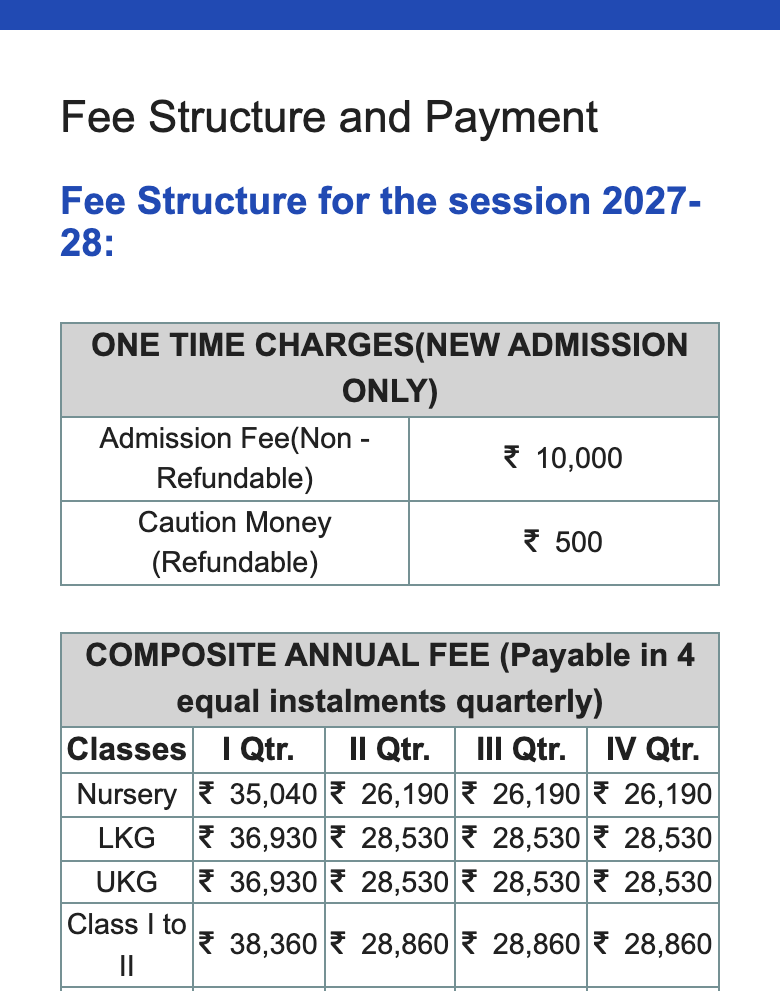 Fee Structure and Payment
Fee Structure for the session 2027-
28:
ONE TIME CHARGES(NEW ADMISSION
ONLY)
Admission Fee(Non -
Refundable)
₹ 10,000
Caution Money
(Refundable)
₹ 500
COMPOSITE ANNUAL FEE (Payable in 4
equal instalments quarterly)
Classes I Qtr. II Qtr. III Qtr. IV Qtr.
Nursery ₹ 35,040 ₹ 26,190 ₹ 26,190 ₹ 26,190
LKG ₹ 36,930 ₹ 28,530 ₹ 28,530 ₹ 28,530
UKG ₹ 36,930 ₹ 28,530 ₹ 28,530 ₹ 28,530
Class I to
II
₹ 38,360 ₹ 28,860 ₹ 28,860 ₹ 28,860